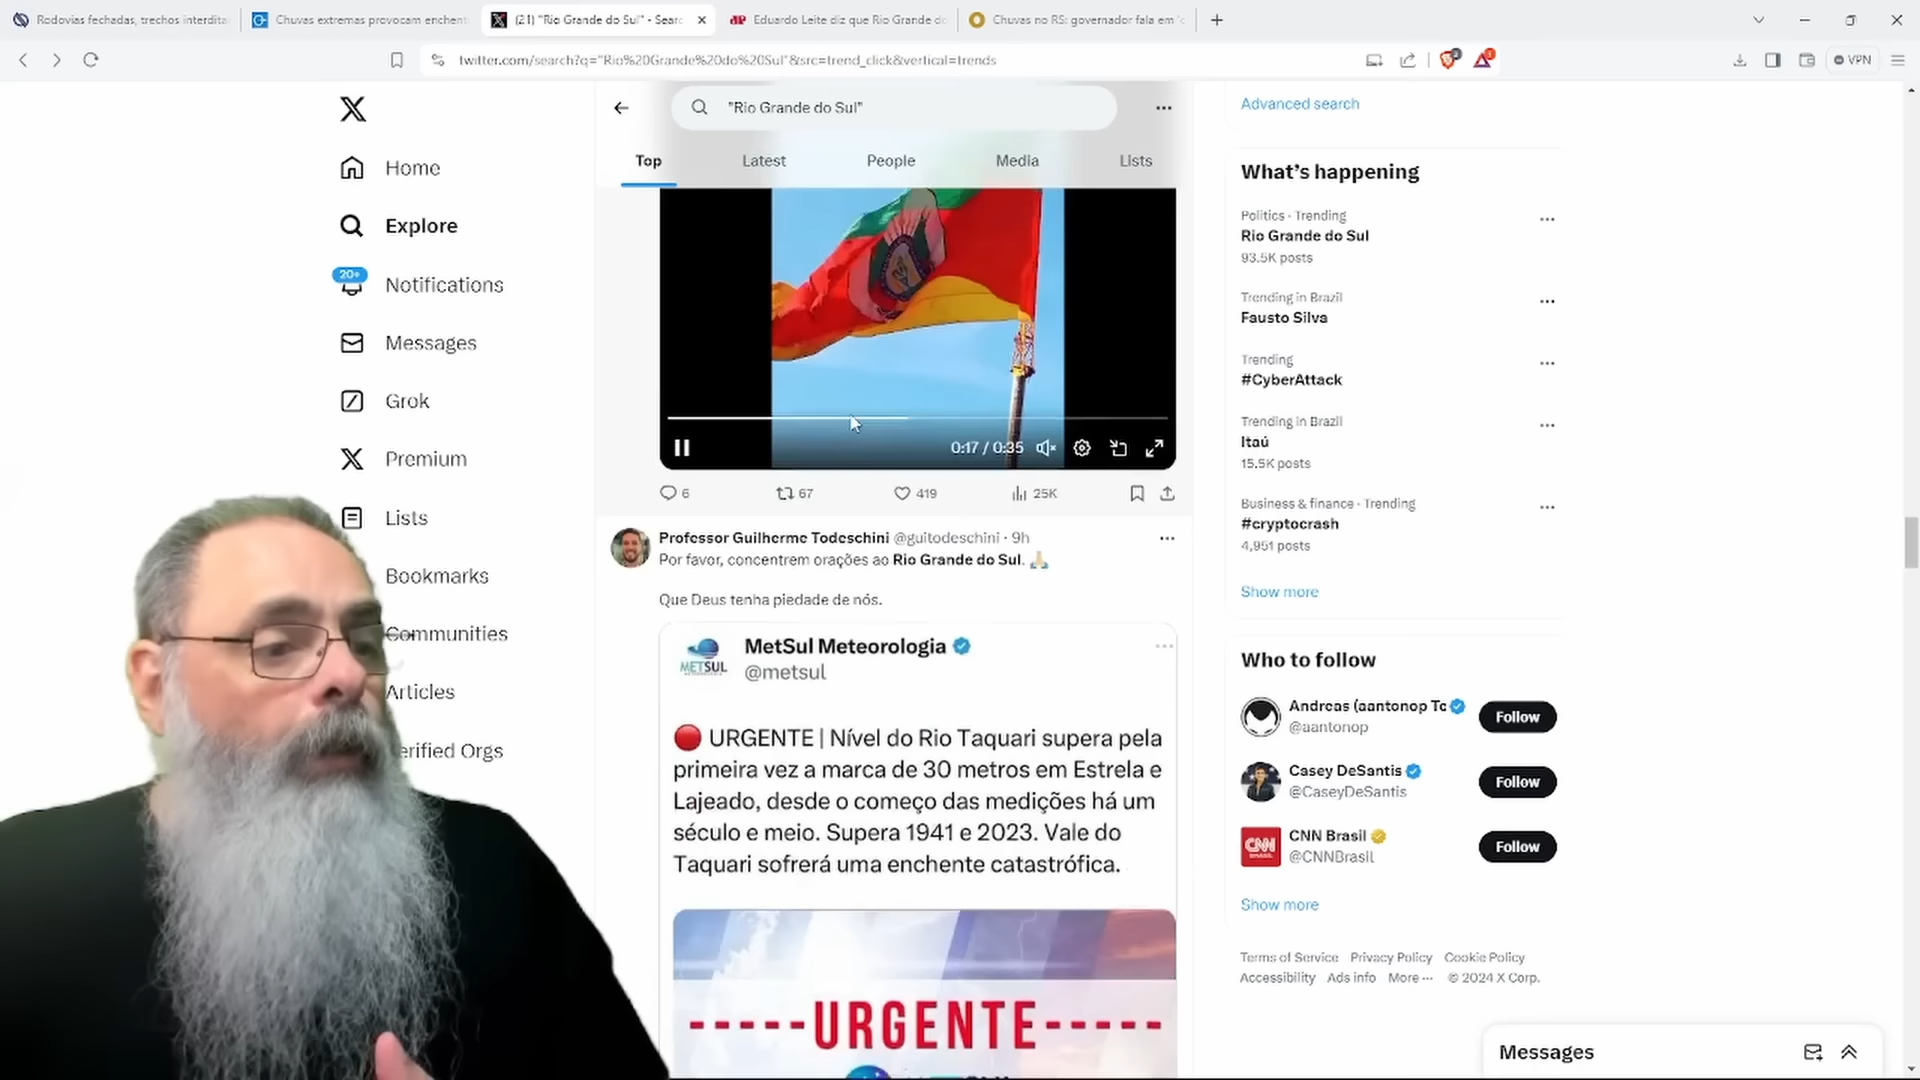 Rodovias fechadas, trechos interdita
Chuvas extremas provocam enchent
(21) "Rio Grande do Sul" - Sear
Eduardo Leite diz que Rio Grande d
Chuvas no RS: governador fala em
twitter.com/search?q="Rio%20Grande%20do%20Sul"&src=trend_click&vertical=trends
VPN
"Rio Grande do Sul"
Top Latest People Media Lists
Home
Explore
20+
Notifications
Messages
Grok
Premium
Lists
Bookmarks
Communities
Articles
erified Orgs
0:17 / 0:35
6 67 419 25K
Professor Guilherme Todeschini @guitodeschini · 9h
Por favor, concentrem orações ao Rio Grande do Sul. 🙏🏻
Que Deus tenha piedade de nós.
METSUL
MetSul Meteorologia
@metsul
🔴 URGENTE | Nível do Rio Taquari supera pela
primeira vez a marca de 30 metros em Estrela e
Lajeado, desde o começo das medições há um
século e meio. Supera 1941 e 2023. Vale do
Taquari sofrerá uma enchente catastrófica.
-----URGENTE-----
Advanced search
What's happening
Politics · Trending
Rio Grande do Sul
93.5K posts
Trending in Brazil
Fausto Silva
Trending
#CyberAttack
Trending in Brazil
Itaú
15.5K posts
Business & finance · Trending
#cryptocrash
4,951 posts
Show more
Who to follow
Andreas (aantonop Tc
@aantonop
Follow
Casey DeSantis
@CaseyDeSantis
Follow
CNN
BRASIL
CNN Brasil
@CNNBrasil
Follow
Show more
Terms of Service Privacy Policy Cookie Policy
Accessibility Ads info More ··· © 2024 X Corp.
Messages